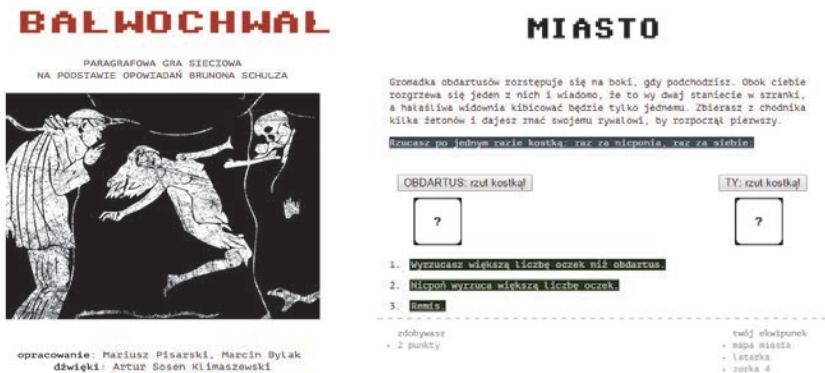 BAŁWOCHWAŁ
PARAGRAFOWA GRA SIECIOWA
NA PODSTAWIE OPOWIADAŃ BRUNONA SCHULZA
opracowanie: Mariusz Pisarski, Marcin Bylak
dźwięki: Artur Sosen Klimaszewski
MIASTO
Gromadka obdartusów rozstępuje się na boki, gdy podchodzisz. Obok ciebie
rozgrzewa się jeden z nich i wiadomo, że to wy dwaj staniecie w szranki,
a hałaśliwa widownia kibicować będzie tylko jednemu. Zbierasz z chodnika
kilka żetonów i dajesz znać swojemu rywalowi, by rozpoczął pierwszy.
Rzucasz po jednym razie kostką: raz za niponia, raz za siebie:
OBDARTUS: rzut kostką! TY: rzut kostką!
? ?
1. Wyrzucasz większą liczbę oczek niż obdartus.
2. Nicpoń wyrzuca większą liczbę oczek.
3. Remis.
zdobywasz
• 2 punkty
twój ekwipunek
• mapa miasta
• latarka
• zorka 4